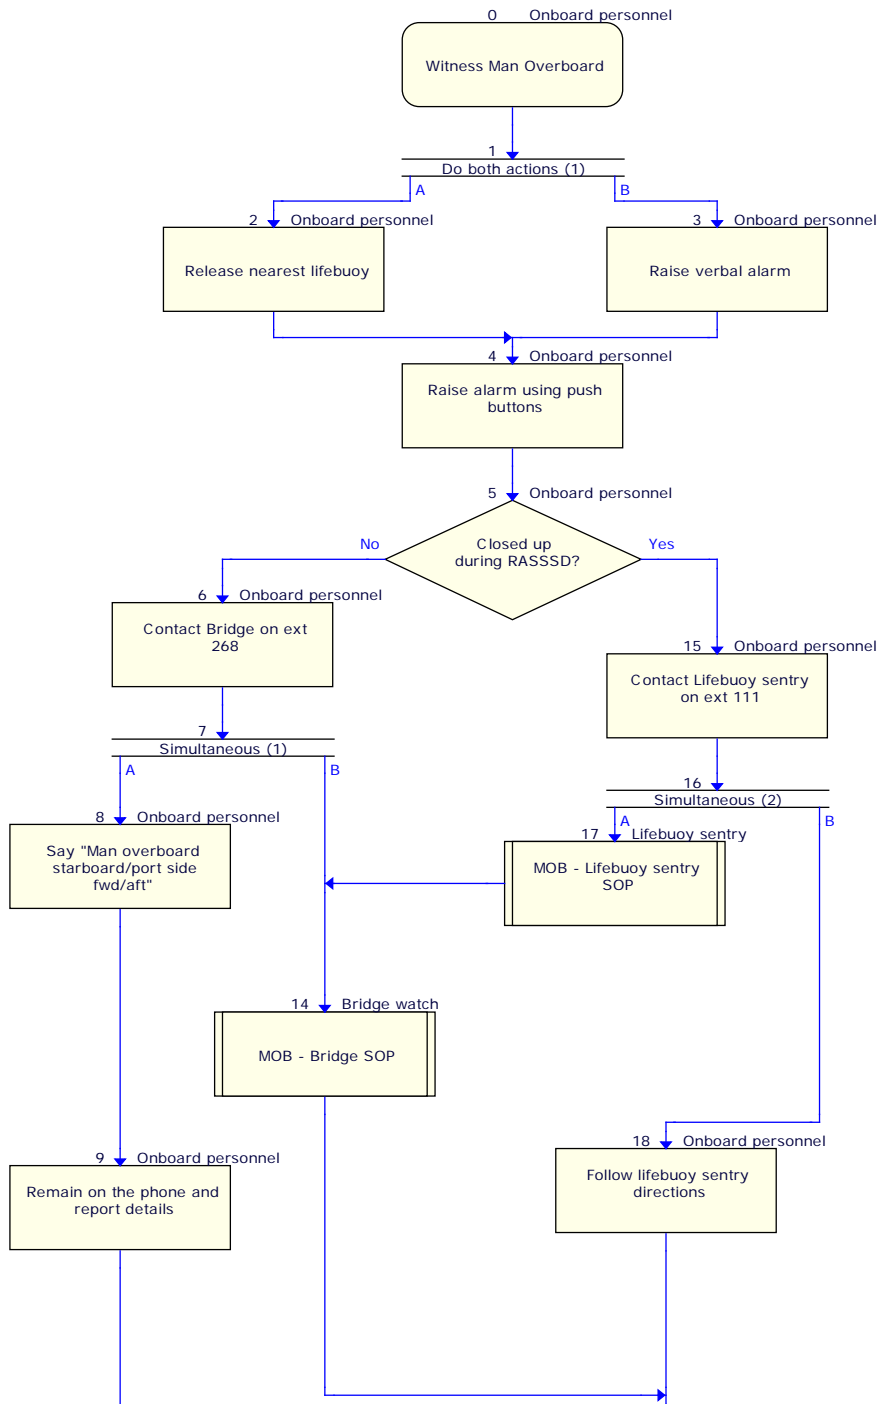 0 Onboard personnel
Witness Man Overboard
1
Do both actions (1)
A B
2 Onboard personnel
3 Onboard personnel
Release nearest lifebuoy
Raise verbal alarm
4 Onboard personnel
Raise alarm using push
buttons
5 Onboard personnel
Closed up
during RASSSD?
No
Yes
6 Onboard personnel
Contact Bridge on ext
268
15 Onboard personnel
Contact Lifebuoy sentry
on ext 111
7
Simultaneous (1)
A B
16
Simultaneous (2)
A B
8 Onboard personnel
Say "Man overboard
starboard/port side
fwd/aft"
17 Lifebuoy sentry
MOB - Lifebuoy sentry
SOP
14 Bridge watch
MOB - Bridge SOP
9 Onboard personnel
Remain on the phone and
report details
18 Onboard personnel
Follow lifebuoy sentry
directions